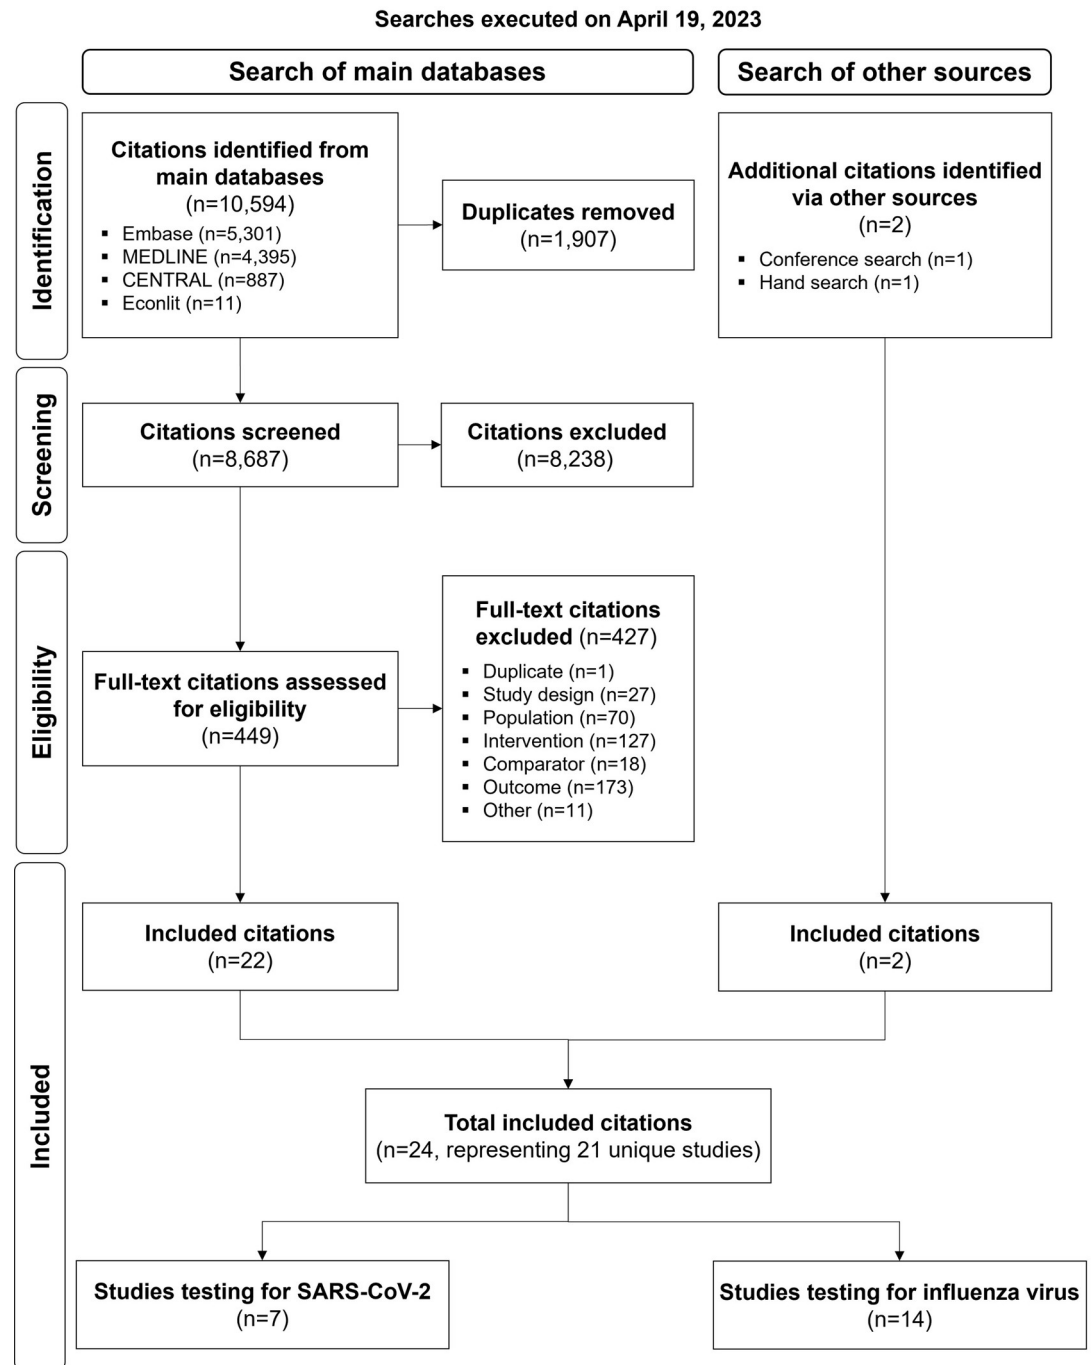 Searches executed on April 19, 2023
Search of main databases
Search of other sources
Identification
Citations identified from
main databases
(n=10,594)
▪ Embase (n=5,301)
▪ MEDLINE (n=4,395)
▪ CENTRAL (n=887)
▪ Econlit (n=11)
Duplicates removed
(n=1,907)
Additional citations identified
via other sources
(n=2)
▪ Conference search (n=1)
▪ Hand search (n=1)
Screening
Citations screened
(n=8,687)
Citations excluded
(n=8,238)
Eligibility
Full-text citations assessed
for eligibility
(n=449)
Full-text citations
excluded (n=427)
▪ Duplicate (n=1)
▪ Study design (n=27)
▪ Population (n=70)
▪ Intervention (n=127)
▪ Comparator (n=18)
▪ Outcome (n=173)
▪ Other (n=11)
Included
Included citations
(n=22)
Included citations
(n=2)
Total included citations
(n=24, representing 21 unique studies)
Studies testing for SARS-CoV-2
(n=7)
Studies testing for influenza virus
(n=14)